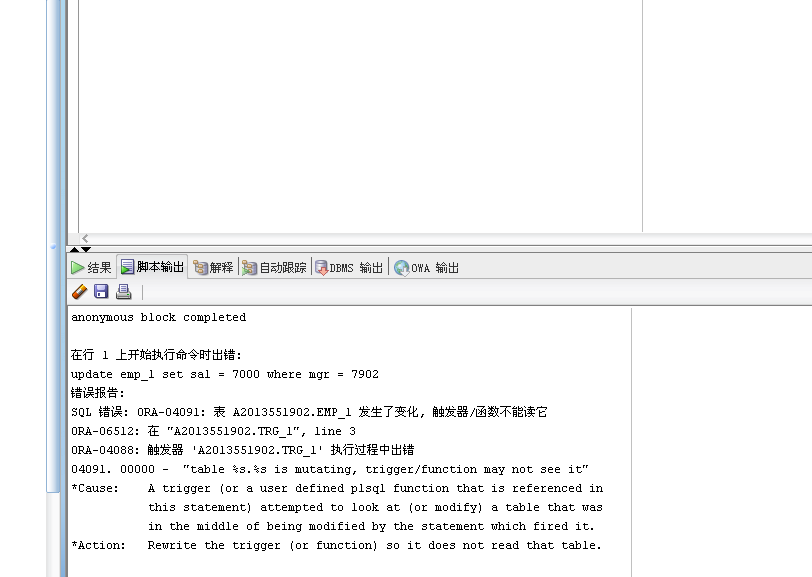 结果 脚本输出 解释 自动跟踪 DBMS 输出 OWA 输出
anonymous block completed
在行 1 上开始执行命令时出错:
update emp_1 set sal = 7000 where mgr = 7902
错误报告:
SQL 错误: ORA-04091: 表 A2013551902.EMP_1 发生了变化, 触发器/函数不能读它
ORA-06512: 在 "A2013551902.TRG_1", line 3
ORA-04088: 触发器 'A2013551902.TRG_1' 执行过程中出错
04091. 00000 -  "table %s.%s is mutating, trigger/function may not see it"
*Cause:    A trigger (or a user defined plsql function that is referenced in
this statement) attempted to look at (or modify) a table that was
in the middle of being modified by the statement which fired it.
*Action:   Rewrite the trigger (or function) so it does not read that table.